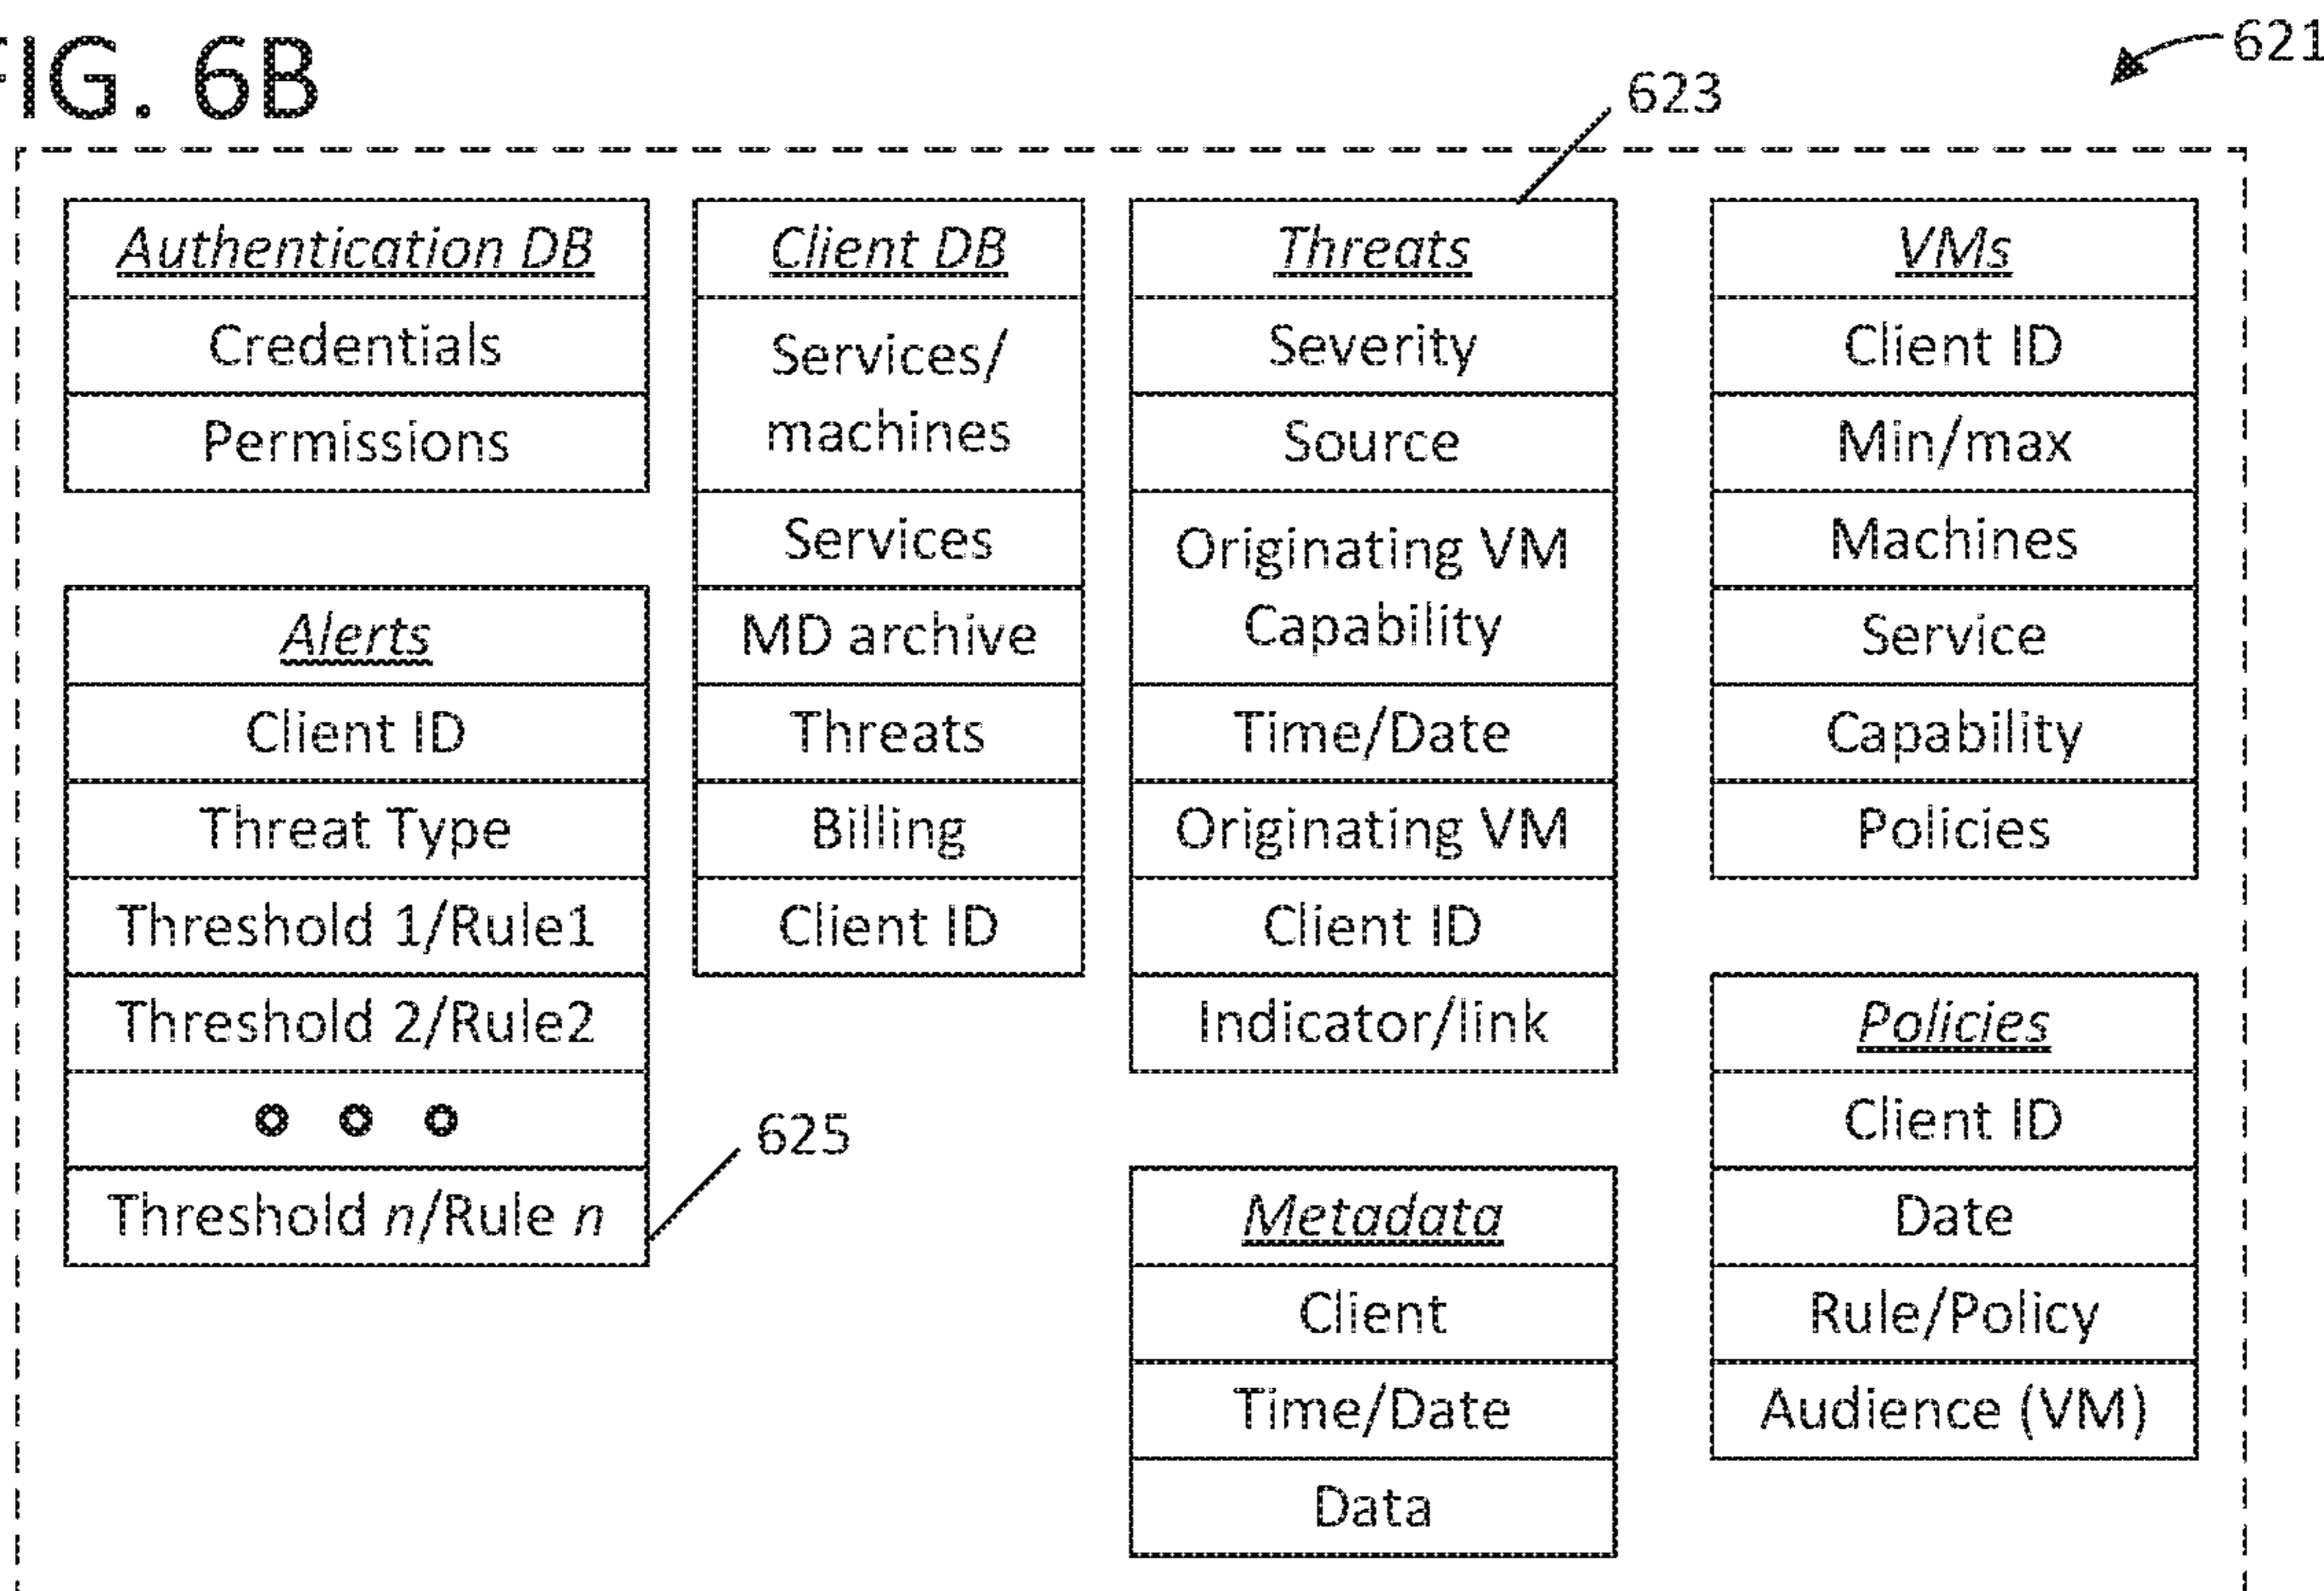 FIG. 6B
621
623
Authentication DB
Credentials
Permissions
Alerts
Client ID
Threat Type
Threshold 1/Rule1
Threshold 2/Rule2
Threshold n/Rule n
625
Client DB
Services/
machines
Services
MD archive
Threats
Billing
Client ID
Threats
Severity
Source
Originating VM
Capability
Time/Date
Originating VM
Client ID
Indicator/link
Metadata
Client
Time/Date
Data
VMs
Client ID
Min/max
Machines
Service
Capability
Policies
Policies
Client ID
Date
Rule/Policy
Audience (VM)